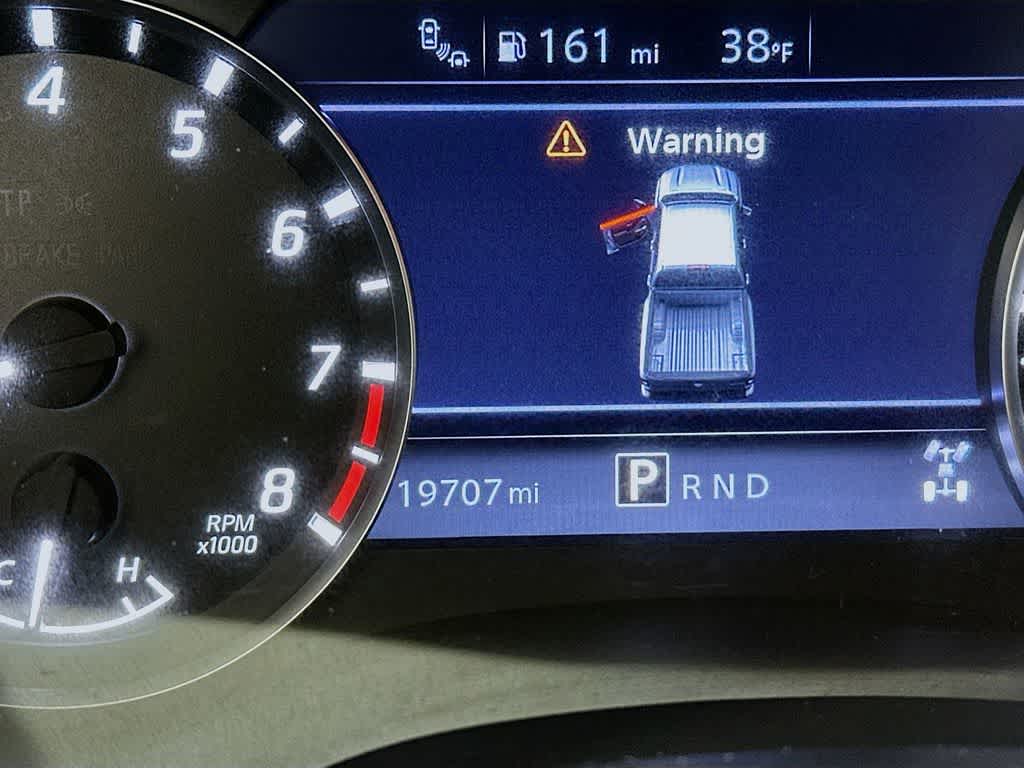 161 mi 38°F
Warning
4
5
6
7
8
RPM
x1000
C H
19707 mi P R N D